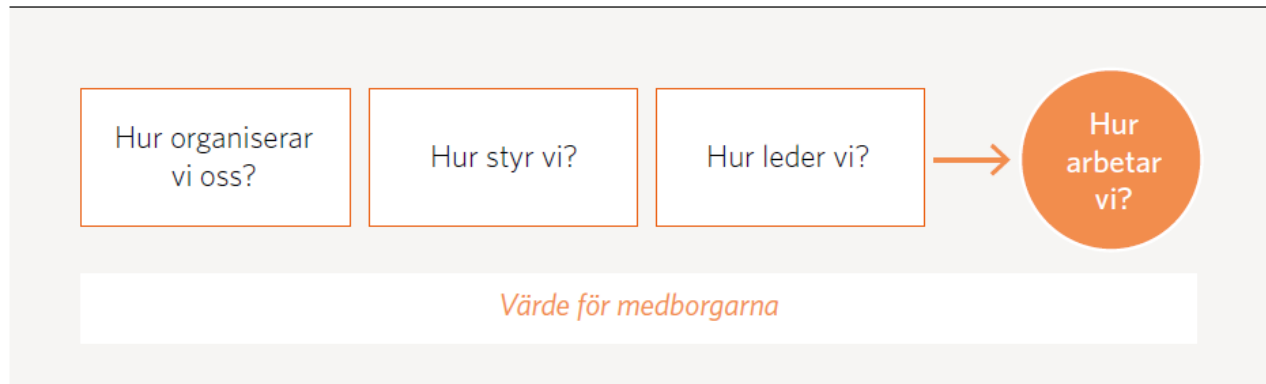 Hur organiserar
vi oss?
Hur styr vi?
Hur leder vi?
Hur
arbetar
vi?
Värde för medborgarna